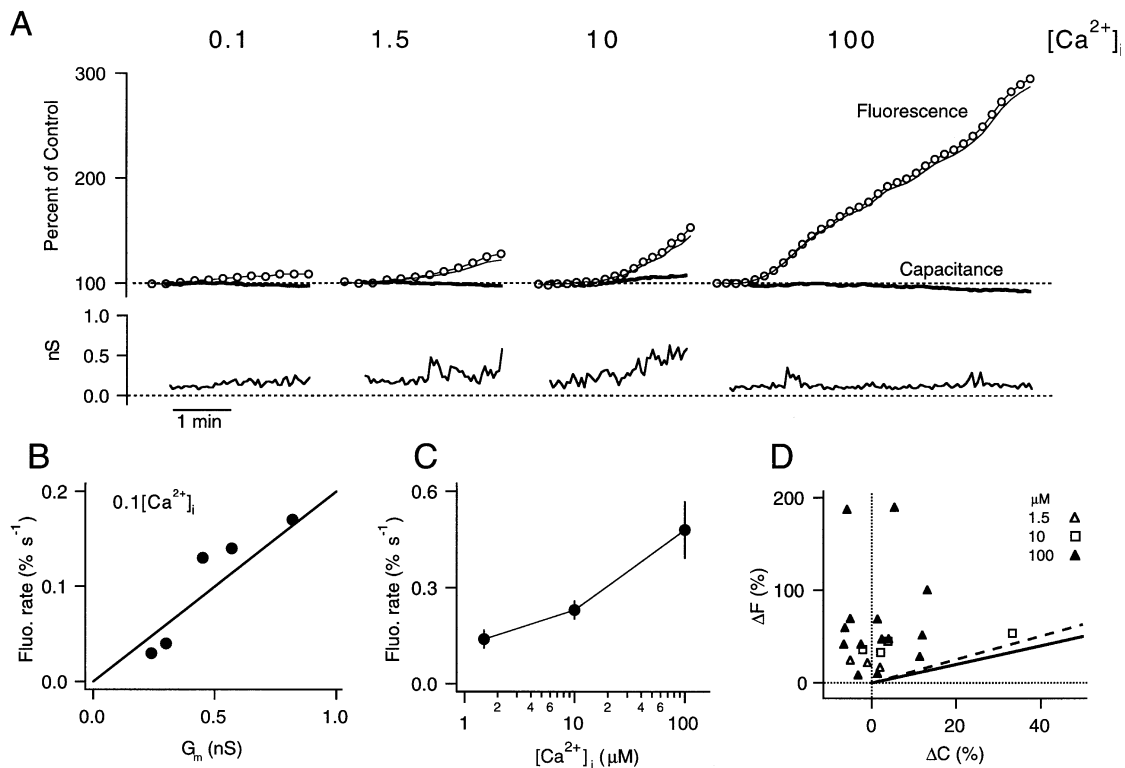 A
0.1 1.5 10 100 [Ca²⁺]ᵢ
300
200
100
Percent of Control
Fluorescence
Capacitance
1.0
0.5
0.0
nS
1 min
B
0.1[Ca²⁺]ᵢ
0.2
0.1
0.0
Fluo. rate (% s⁻¹)
0.0 0.5 1.0
Gₘ (nS)
C
0.6
0.3
0.0
Fluo. rate (% s⁻¹)
1 2 4 6 10 2 4 6 100
[Ca²⁺]ᵢ (μM)
D
200
100
0
ΔF (%)
μM
1.5
10
100
0 20 40
ΔC (%)